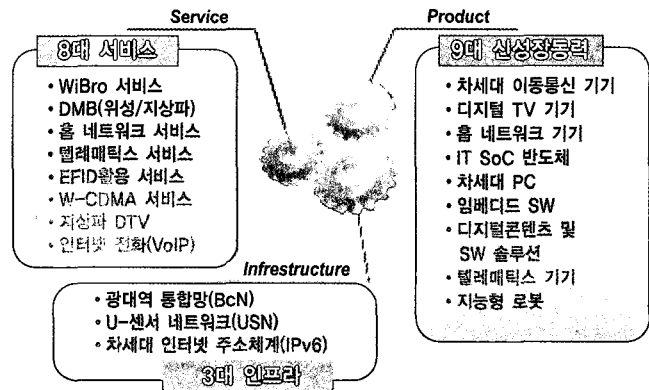 Service
8대 서비스
• WiBro 서비스
• DMB(위성/지상파)
• 홈 네트워크 서비스
• 텔레매틱스 서비스
• EFID활용 서비스
• W-CDMA 서비스
• 지상파 DTV
• 인터넷 전화(VoIP)
Product
9대 신성장동력
• 차세대 이동통신 기기
• 디지털 TV 기기
• 홈 네트워크 기기
• IT SoC 반도체
• 차세대 PC
• 임베디드 SW
• 디지털콘텐츠 및
SW 솔루션
• 텔레매틱스 기기
• 지능형 로봇
Infrestructure
• 광대역 통합망(BcN)
• U-센서 네트워크(USN)
• 차세대 인터넷 주소체계(IPv6)
3대 인프라